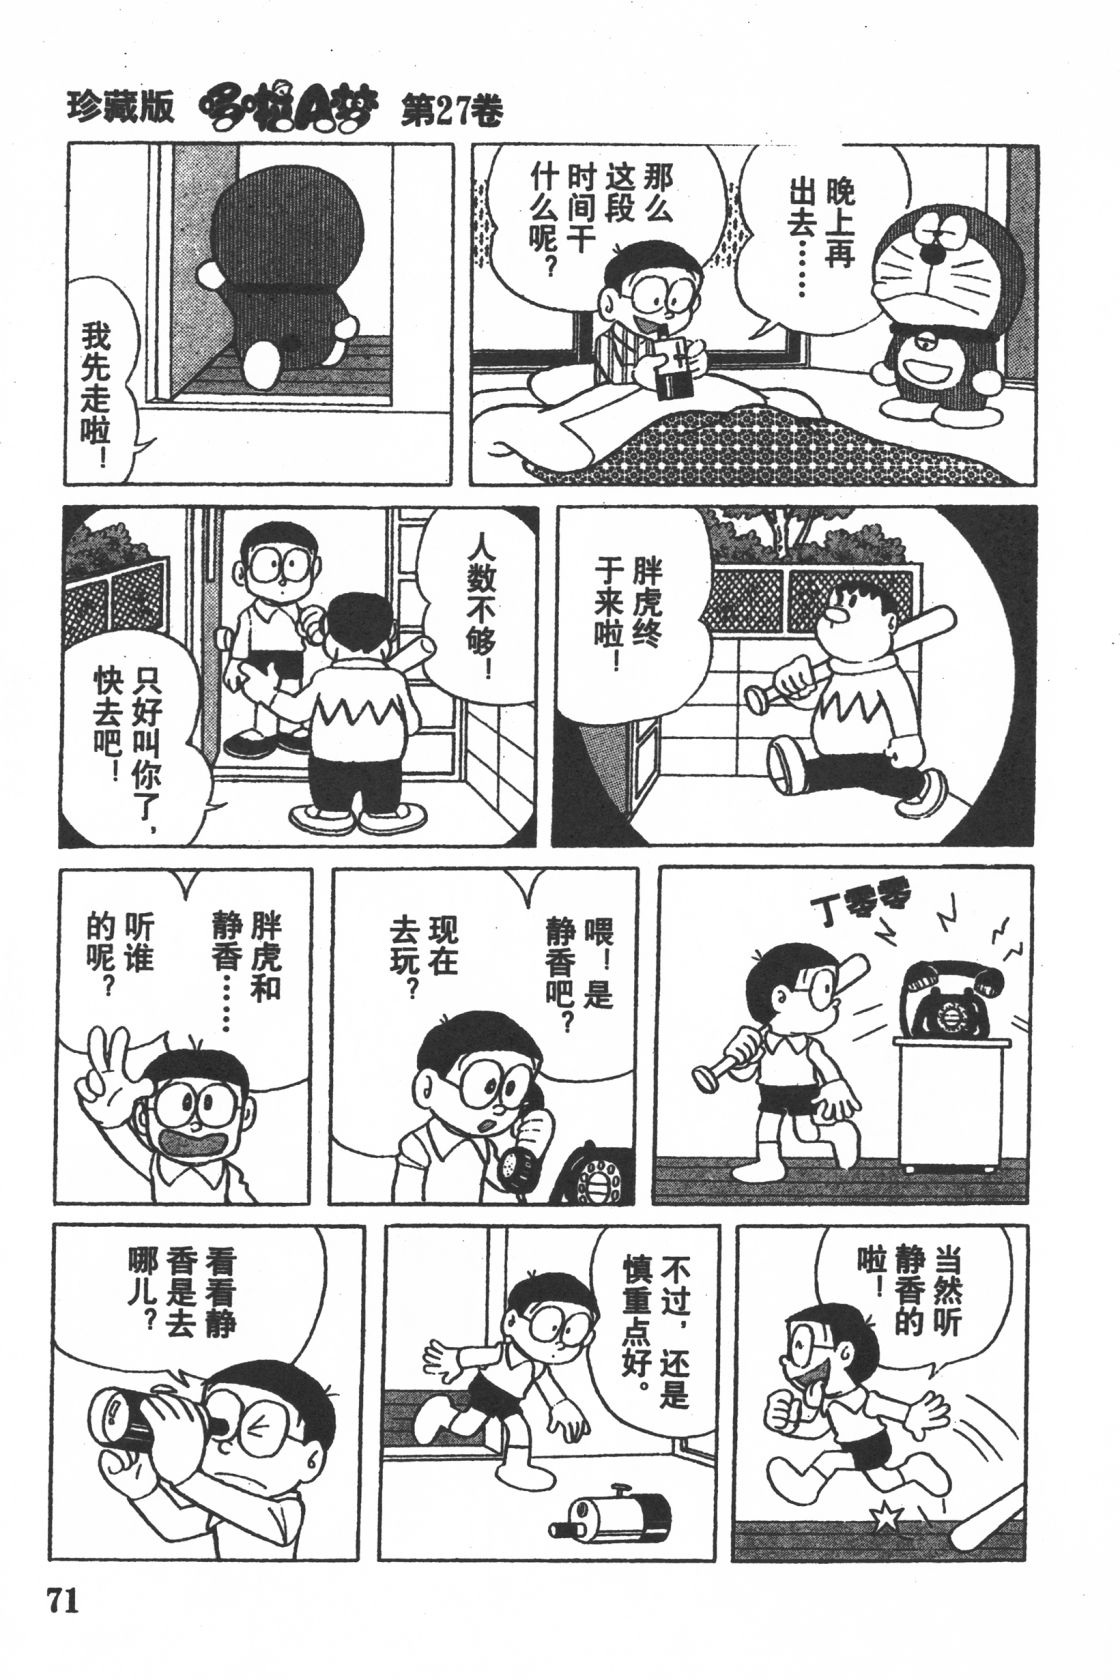 珍藏版 哆啦A梦 第27卷
晚上再
出去……
那么
这段
时间干
什么呢？
我先走啦！
胖虎终
于来啦！
人数不够！
只好叫你了，
快去吧！
丁零零
喂！是
静香吧？
现在
去玩？
胖虎和
静香……
听谁
的呢？
当然听
静香的
啦！
不过，还是
慎重点好。
看看静
香是去
哪儿？
71